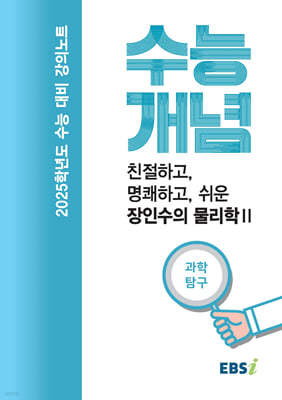 2025학년도 수능 대비 강의노트
수능
개념
친절하고,
명쾌하고, 쉬운
장인수의 물리학Ⅱ
과학
탐구
EBSi